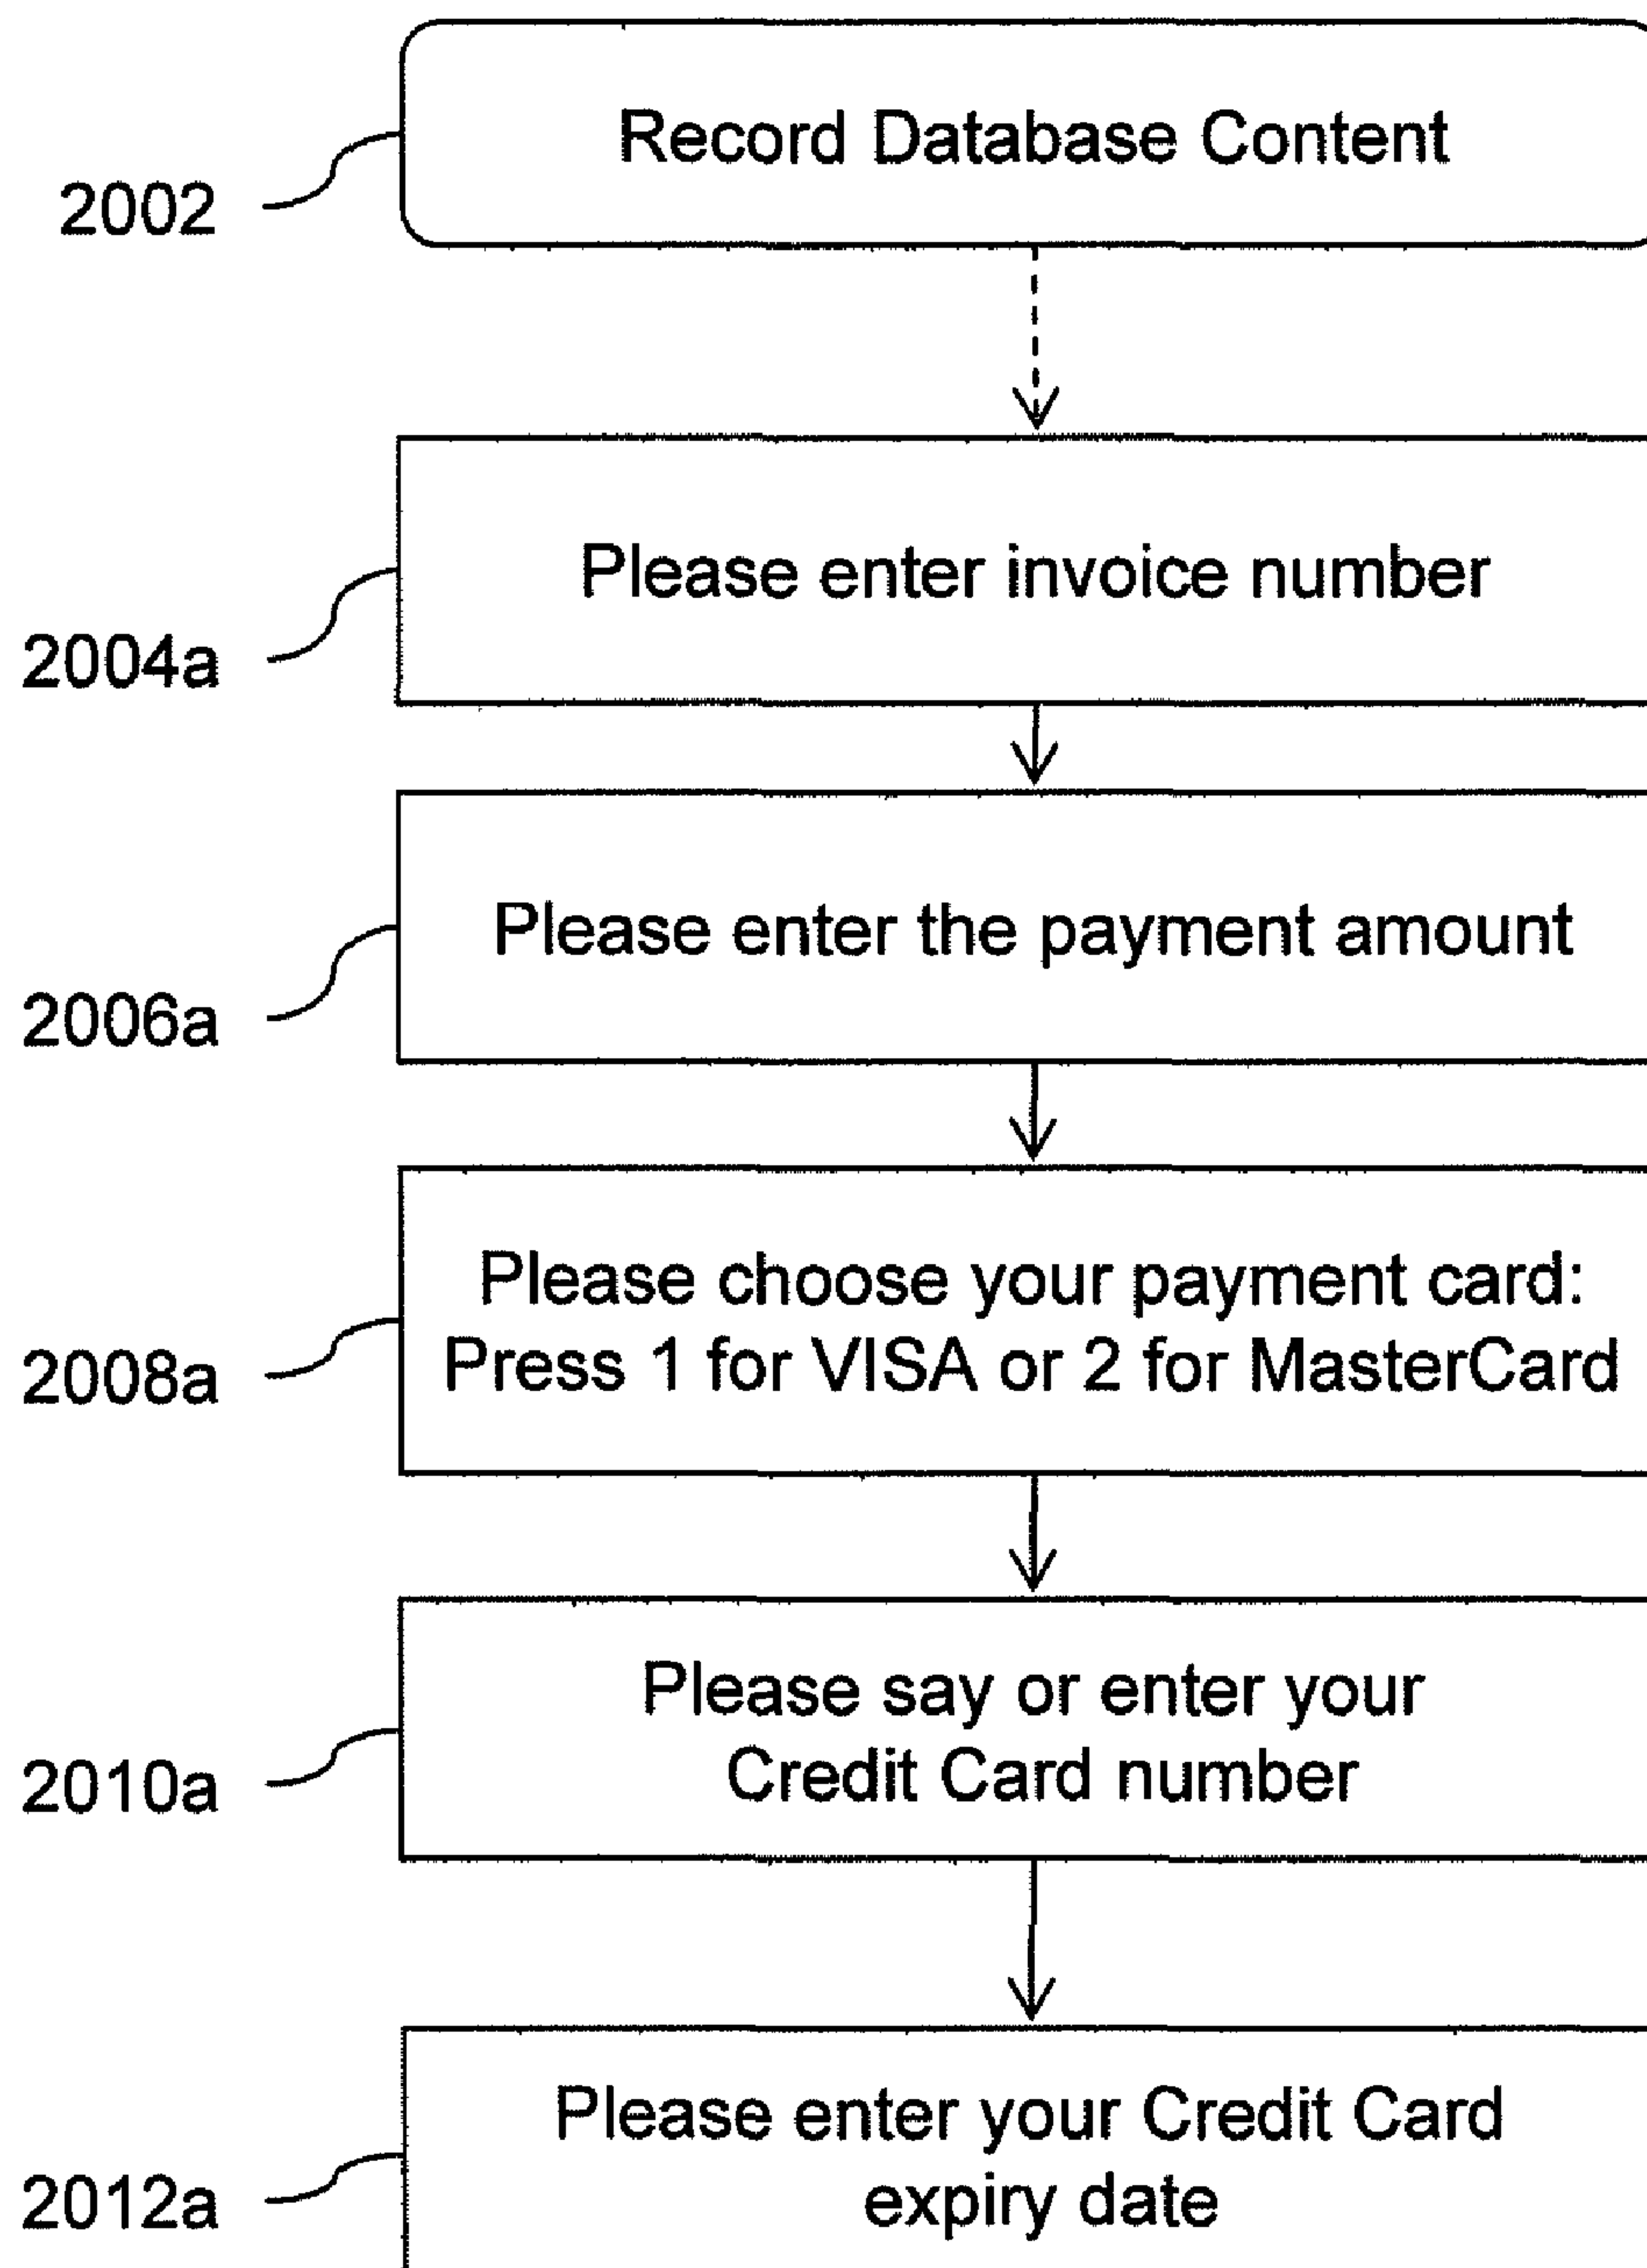 Record Database Content
2002
Please enter invoice number
2004a
Please enter the payment amount
2006a
Please choose your payment card:
Press 1 for VISA or 2 for MasterCard
2008a
Please say or enter your
Credit Card number
2010a
Please enter your Credit Card
expiry date
2012a